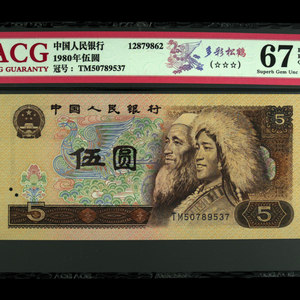 ACG
中国人民银行
12879862
多彩松鹤
67
1980年伍圆
(☆☆☆)
GUARANTY
冠号：TM50789537
Superb Gem Unc
中国人民银行
5
伍圆
TM50789537
5
5